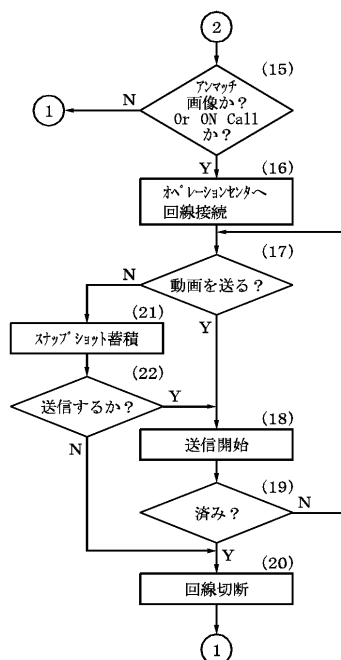 2
(15)
アンマッチ
画像か？
Or ON Call
か？
N
1
Y
(16)
オペレーションセンタへ
回線接続
(17)
動画を送る？
N
Y
(21)
スナップショット蓄積
(22)
送信するか？
Y
N
(18)
送信開始
(19)
済み？
N
Y
(20)
回線切断
1